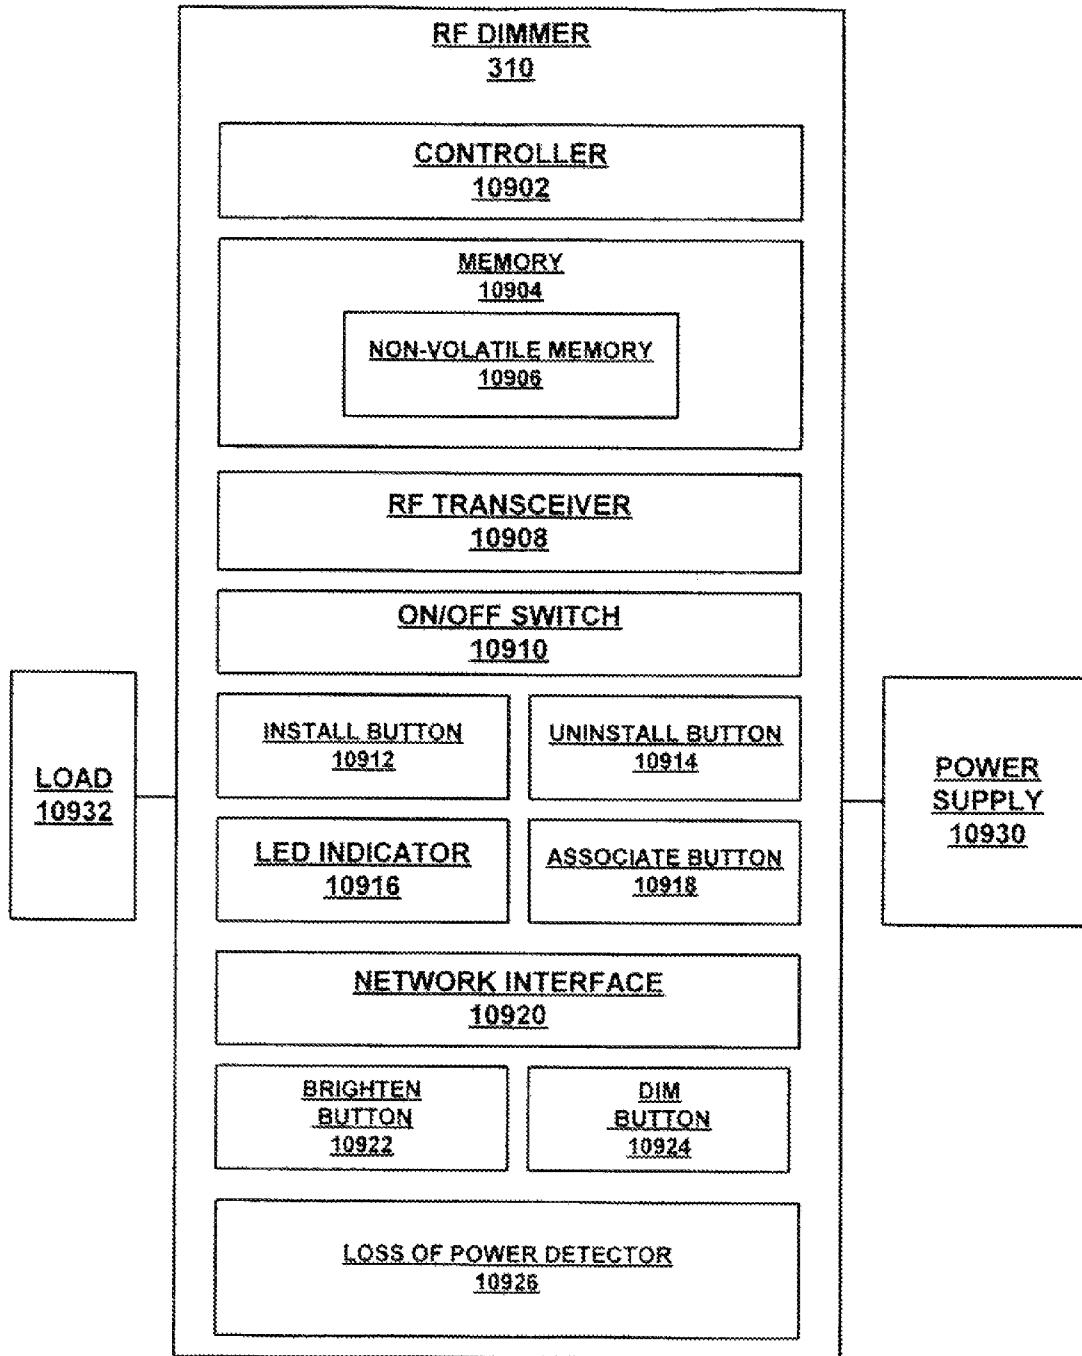 RF DIMMER
310
CONTROLLER
10902
MEMORY
10904
NON-VOLATILE MEMORY
10906
RF TRANSCEIVER
10908
ON/OFF SWITCH
10910
INSTALL BUTTON
10912
UNINSTALL BUTTON
10914
LOAD
10932
POWER
SUPPLY
10930
LED INDICATOR
10916
ASSOCIATE BUTTON
10918
NETWORK INTERFACE
10920
BRIGHTEN
BUTTON
10922
DIM
BUTTON
10924
LOSS OF POWER DETECTOR
10926